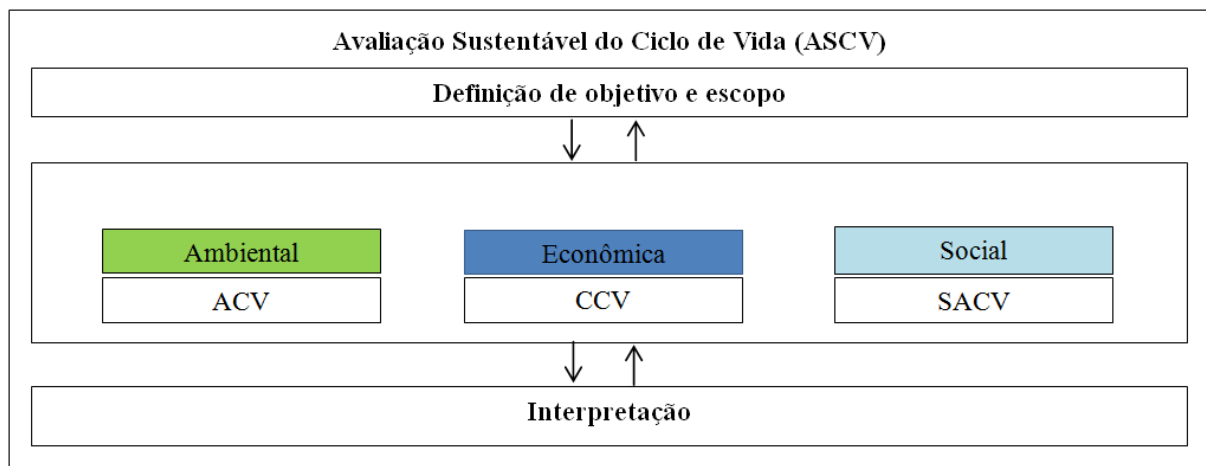 Avaliação Sustentável do Ciclo de Vida (ASCV)
Definição de objetivo e escopo
Ambiental
Econômica
Social
ACV
CCV
SACV
Interpretação